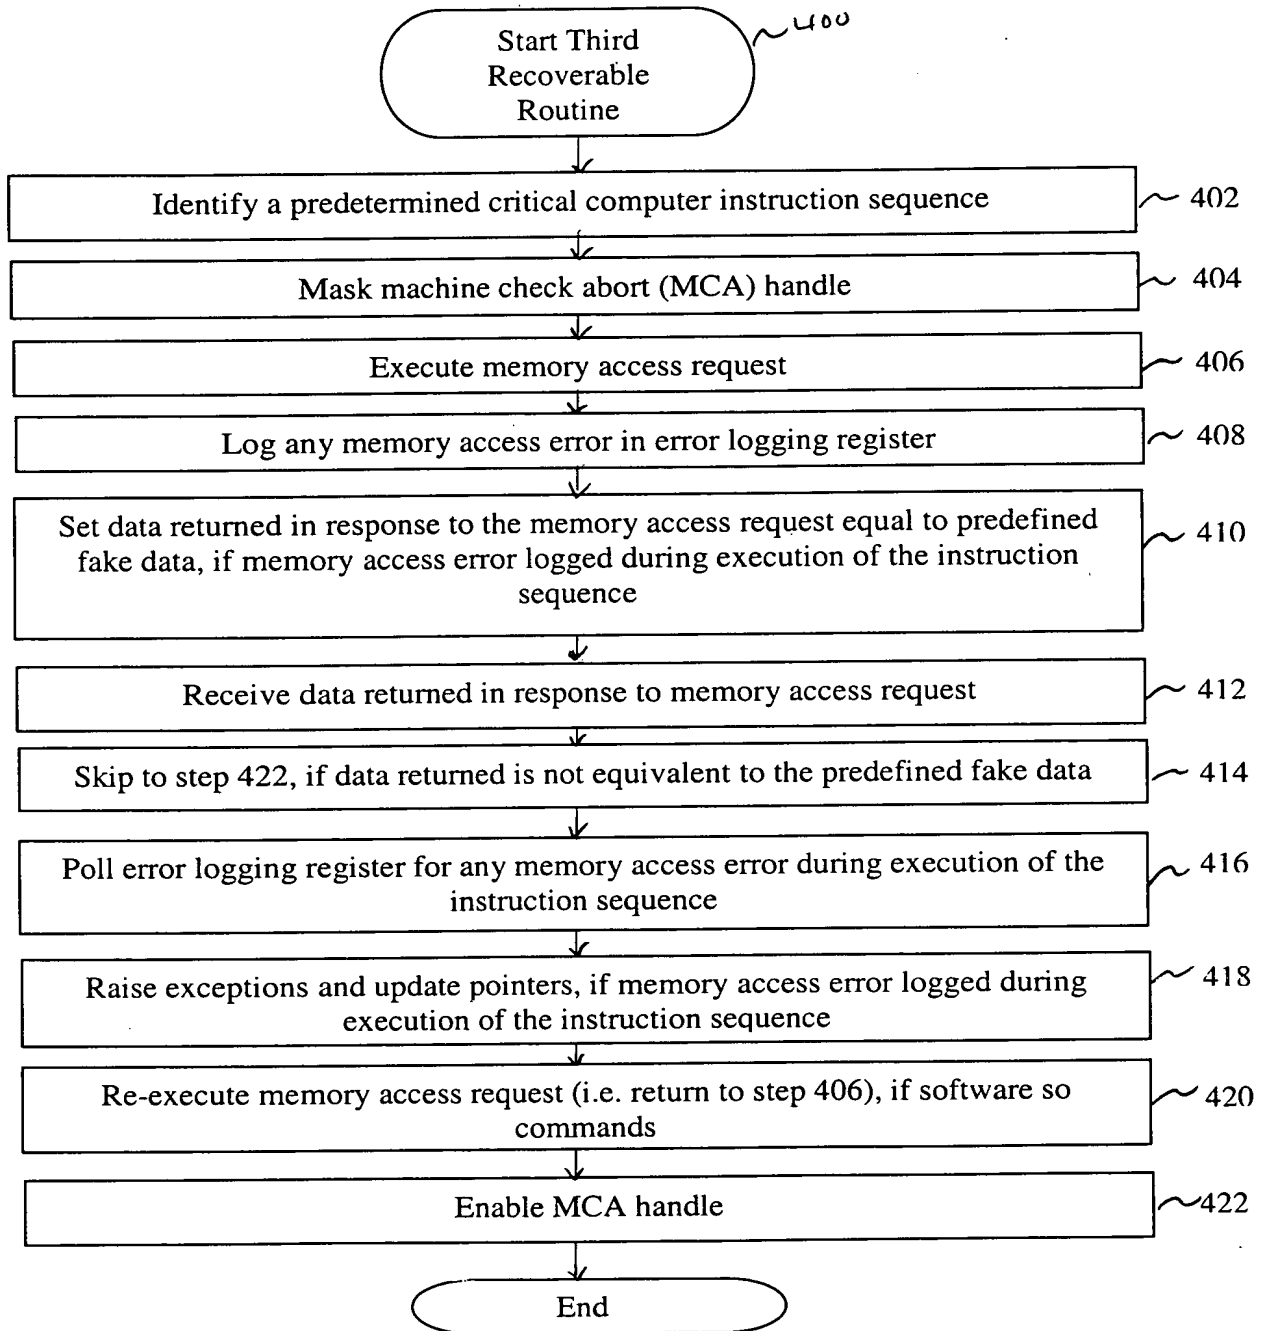 400
Start Third
Recoverable
Routine
Identify a predetermined critical computer instruction sequence
402
Mask machine check abort (MCA) handle
404
Execute memory access request
406
Log any memory access error in error logging register
408
Set data returned in response to the memory access request equal to predefined
fake data, if memory access error logged during execution of the instruction
sequence
410
Receive data returned in response to memory access request
412
Skip to step 422, if data returned is not equivalent to the predefined fake data
414
Poll error logging register for any memory access error during execution of the
instruction sequence
416
Raise exceptions and update pointers, if memory access error logged during
execution of the instruction sequence
418
Re-execute memory access request (i.e. return to step 406), if software so
commands
420
Enable MCA handle
422
End